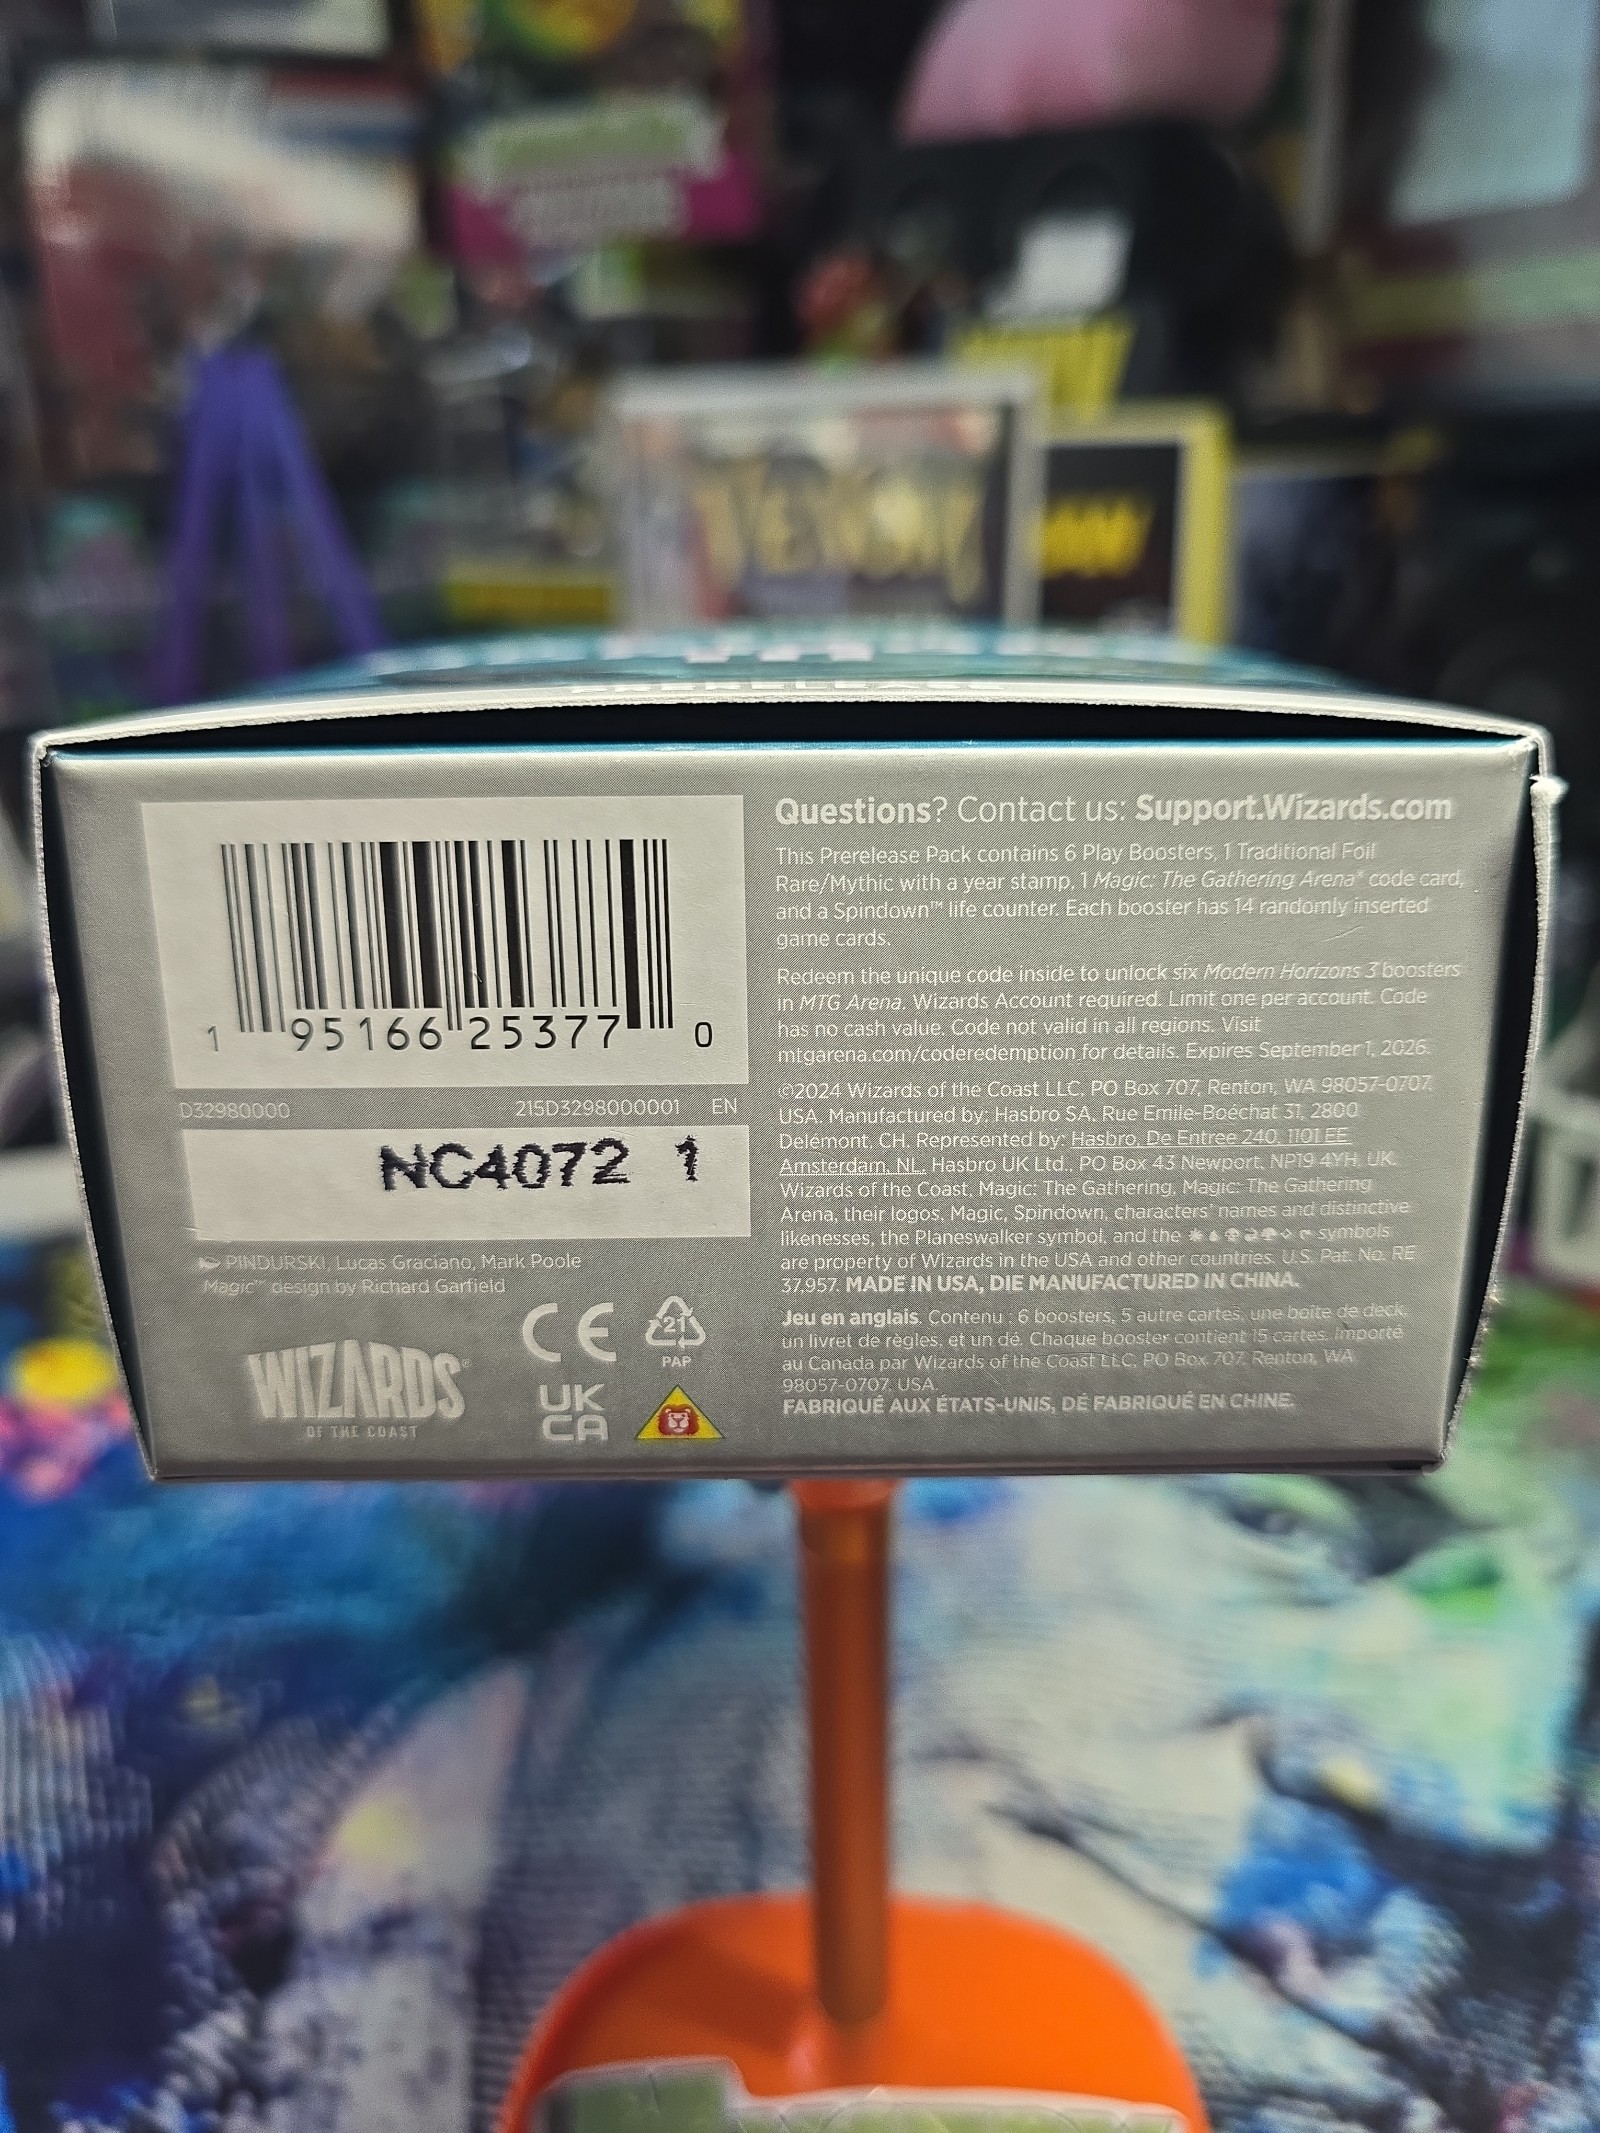 1 95166 25377 0
D32980000 215D3298000001 EN
NC4072 1
PINDURSKI, Lucas Graciano, Mark Poole
Magic™ design by Richard Garfield
WIZARDS®
OF THE COAST
CE
21
PAP
UK
CA
Questions? Contact us: Support.Wizards.com
This Prerelease Pack contains 6 Play Boosters, 1 Traditional Foil
Rare/Mythic with a year stamp, 1 Magic: The Gathering Arena® code card,
and a Spindown™ life counter. Each booster has 14 randomly inserted
game cards.
Redeem the unique code inside to unlock six Modern Horizons 3 boosters
in MTG Arena. Wizards Account required. Limit one per account. Code
has no cash value. Code not valid in all regions. Visit
mtgarena.com/coderedemption for details. Expires September 1, 2026.
©2024 Wizards of the Coast LLC, PO Box 707, Renton, WA 98057-0707,
USA. Manufactured by: Hasbro SA, Rue Emile-Boéchat 31, 2800
Delémont, CH. Represented by: Hasbro, De Entree 240, 1101 EE
Amsterdam, NL. Hasbro UK Ltd., PO Box 43 Newport, NP19 4YH, UK.
Wizards of the Coast, Magic: The Gathering, Magic: The Gathering
Arena, their logos, Magic, Spindown, characters' names and distinctive
likenesses, the Planeswalker symbol, and the symbols
are property of Wizards in the USA and other countries. U.S. Pat. No. RE
37,957. MADE IN USA, DIE MANUFACTURED IN CHINA.
Jeu en anglais. Contenu : 6 boosters, 5 autre cartes, une boîte de deck,
un livret de règles, et un dé. Chaque booster contient 15 cartes. Importé
au Canada par Wizards of the Coast LLC, PO Box 707, Renton, WA
98057-0707, USA.
FABRIQUÉ AUX ÉTATS-UNIS, DÉ FABRIQUÉ EN CHINE.